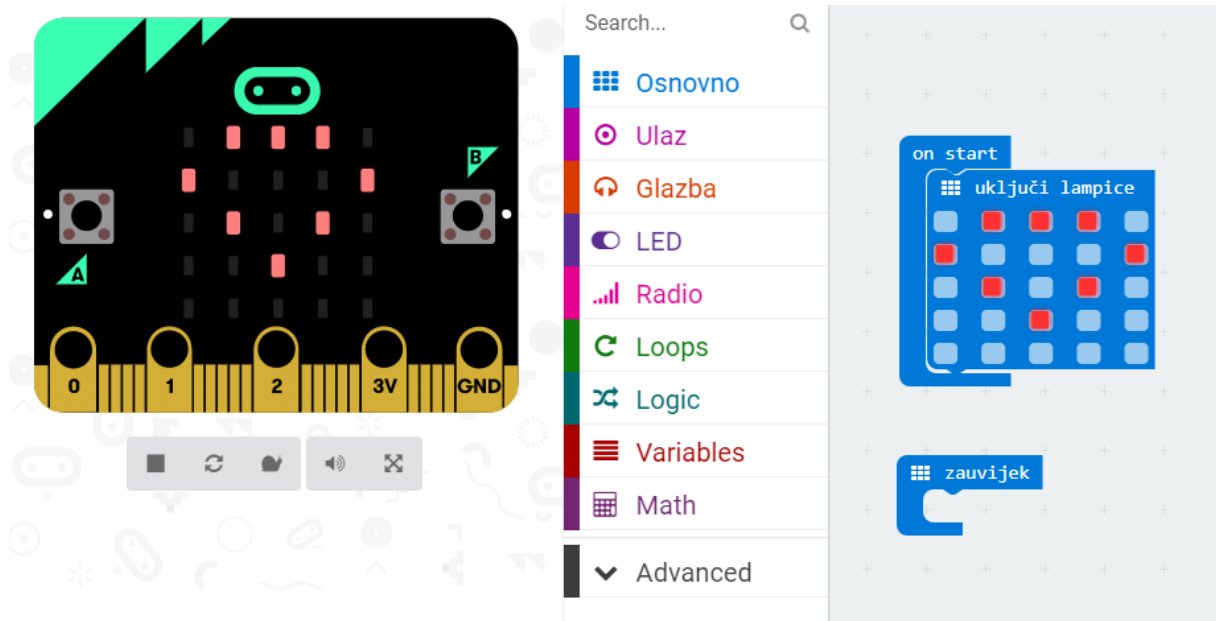 B
A
0
1
2
3V
GND
Search...
Osnovno
Ulaz
Glazba
LED
Radio
Loops
Logic
Variables
Math
Advanced
on start
uključi lampice
zauvijek